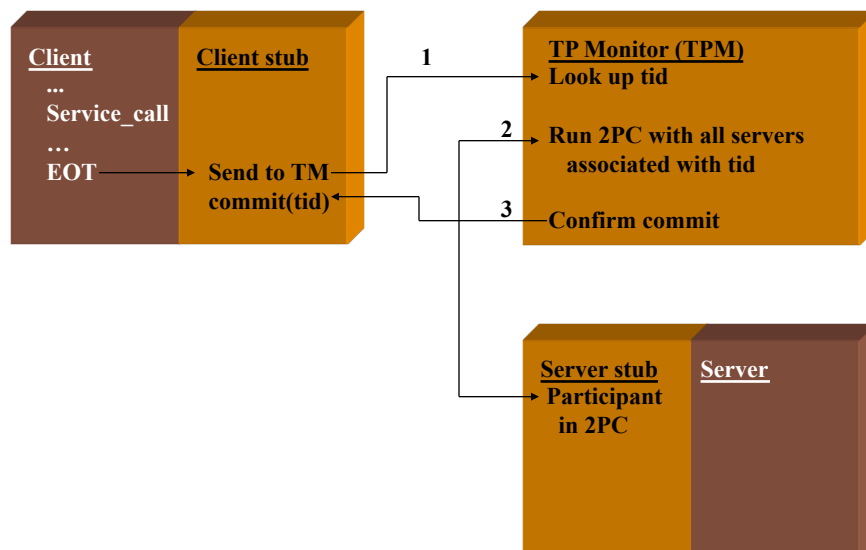 Client
...
Service_call
…
EOT
Client stub
Send to TM
commit(tid)
1
TP Monitor (TPM)
Look up tid
2
Run 2PC with all servers
associated with tid
3
Confirm commit
Server stub
Participant
in 2PC
Server